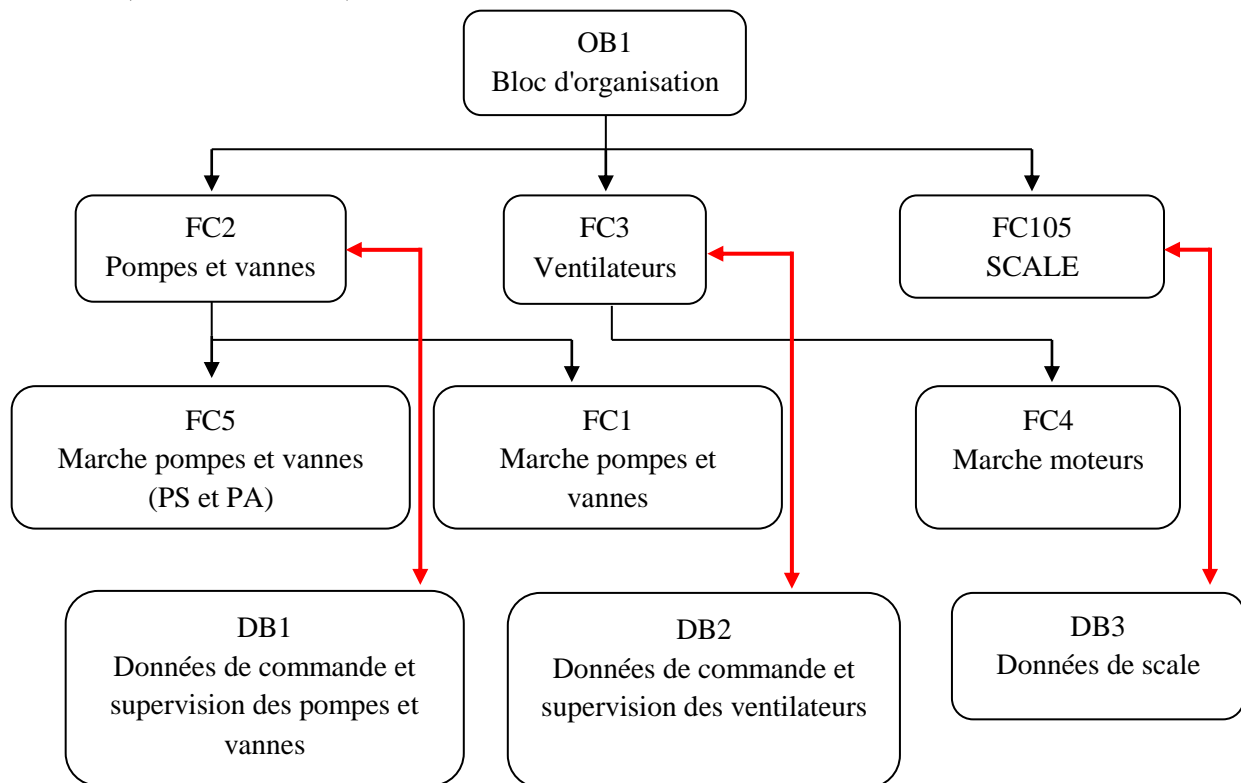 OB1
Bloc d'organisation
FC2
Pompes et vannes
FC3
Ventilateurs
FC105
SCALE
FC5
Marche pompes et vannes
(PS et PA)
FC1
Marche pompes et
vannes
FC4
Marche moteurs
DB1
Données de commande et
supervision des pompes et
vannes
DB2
Données de commande et
supervision des ventilateurs
DB3
Données de scale